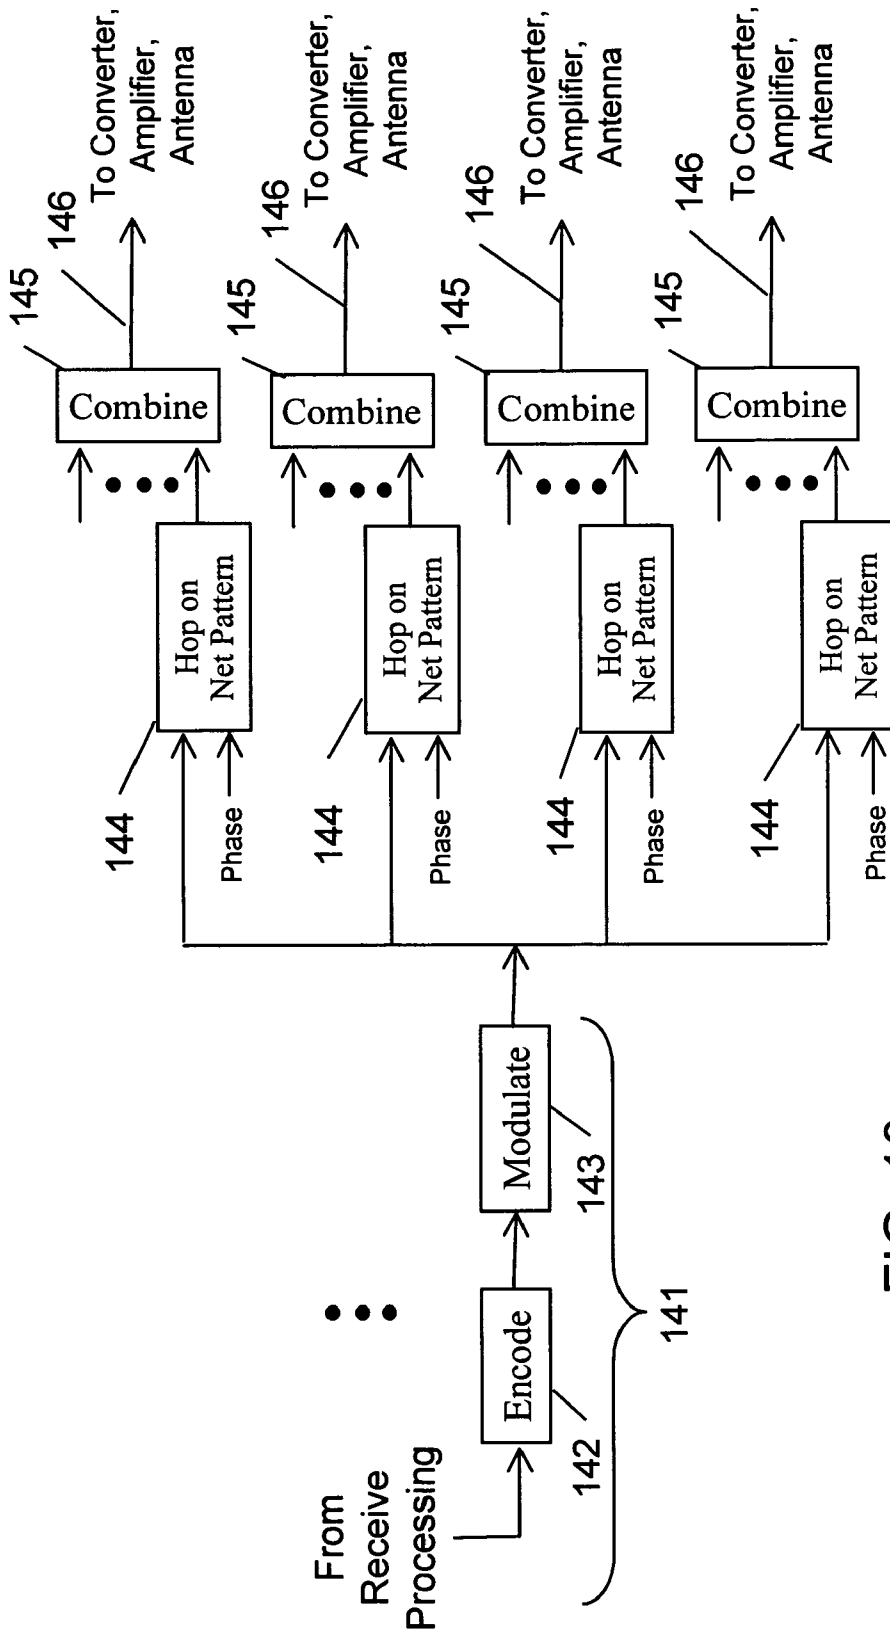 From
Receive
Processing
Encode
142
Modulate
143
141
144
Phase
Hop on
Net Pattern
Combine
145
146
To Converter,
Amplifier,
Antenna
144
Phase
Hop on
Net Pattern
Combine
145
146
To Converter,
Amplifier,
Antenna
144
Phase
Hop on
Net Pattern
Combine
145
146
To Converter,
Amplifier,
Antenna
144
Phase
Hop on
Net Pattern
Combine
145
146
To Converter,
Amplifier,
Antenna
FIG.